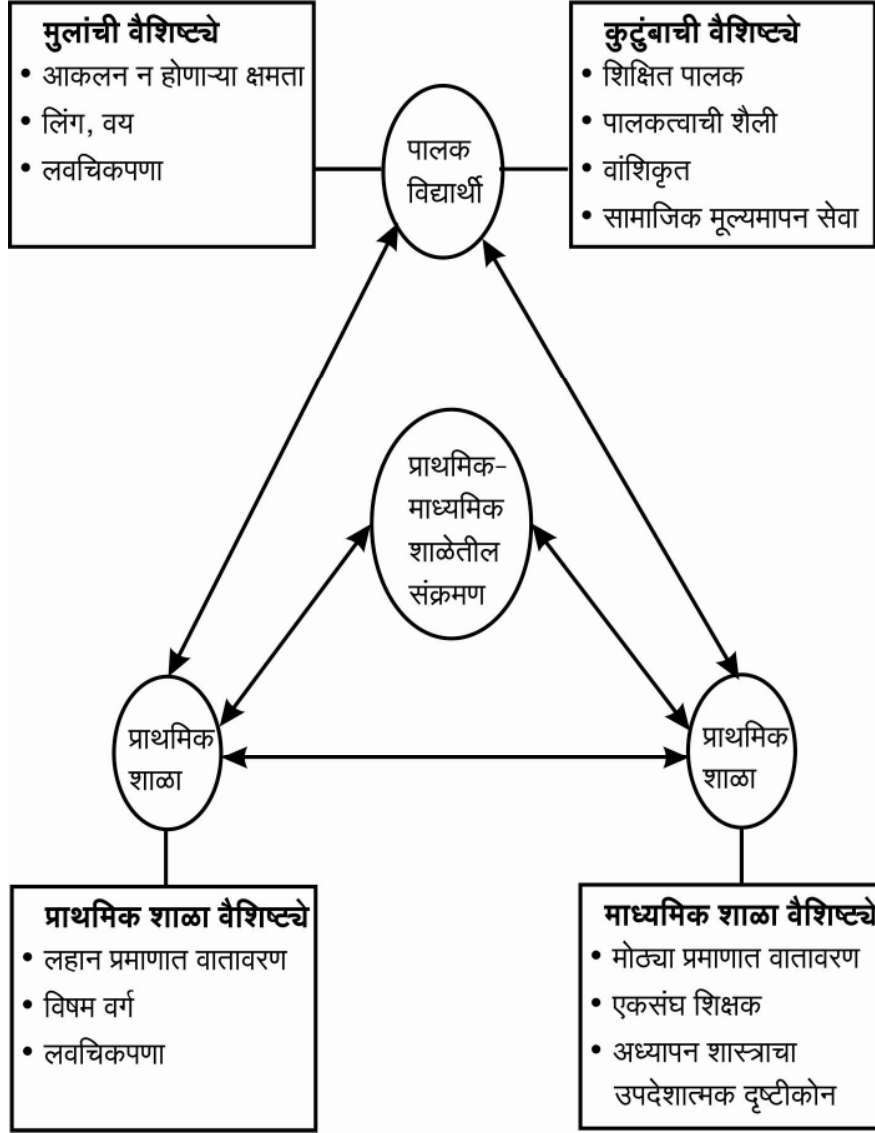 मुलांची वैशिष्ट्ये
• आकलन न होणाऱ्या क्षमता
• लिंग, वय
• लवचिकपणा
कुटुंबाची वैशिष्ट्ये
• शिक्षित पालक
• पालकत्वाची शैली
• वांशिकृत
• सामाजिक मूल्यमापन सेवा
पालक
विद्यार्थी
प्राथमिक-
माध्यमिक
शाळेतील
संक्रमण
प्राथमिक
शाळा
प्राथमिक
शाळा
प्राथमिक शाळा वैशिष्ट्ये
• लहान प्रमाणात वातावरण
• विषम वर्ग
• लवचिकपणा
माध्यमिक शाळा वैशिष्ट्ये
• मोठ्या प्रमाणात वातावरण
• एकसंघ शिक्षक
• अध्यापन शास्त्राचा
उपदेशात्मक दृष्टीकोन